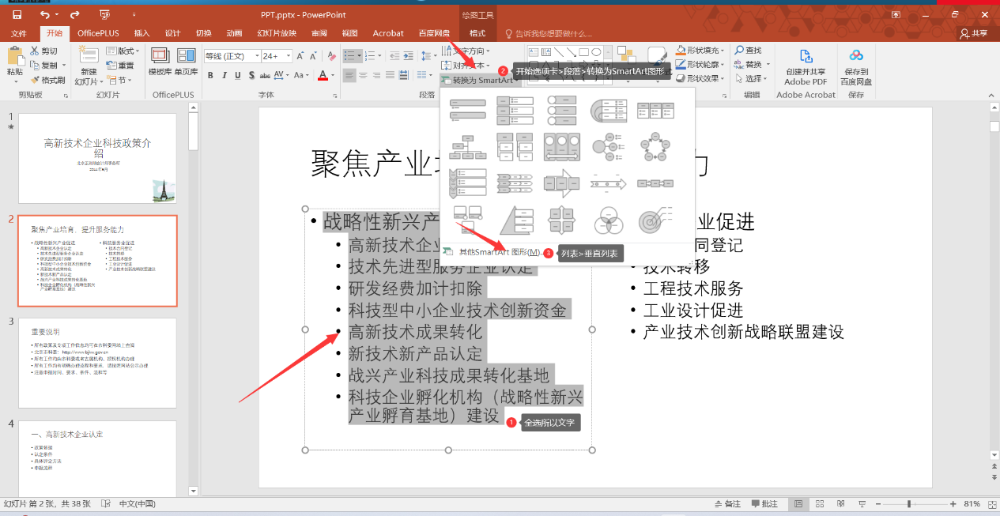 PPT.pptx - PowerPoint
绘图工具
文件 开始 OfficePLUS 插入 设计 切换 动画 幻灯片放映 审阅 视图 Acrobat 百度网盘 格式 告诉我您想要做什么... 共享
粘贴
剪切
复制
格式刷
剪贴板
新建
幻灯片
版式
重置
节
幻灯片
模板库 单页库
OfficePLUS
等线 (正文) 24+
B I U S abc AV Aa A
字体
文字方向
对齐文本
转换为 SmartArt
段落
形状填充
形状轮廓
形状效果
查找
替换
选择
编辑
创建并共享
Adobe PDF
Adobe Acrobat
保存到
百度网盘
保存
2 开始选项卡>段落>转换为SmartArt图形
其他SmartArt 图形(M)...
3 列表>垂直列表
1
高新技术企业科技政策介
绍
2
聚焦产业培育，提升服务能力
• 战略性新兴产业促进
• 高新技术企业认定
• 技术先进型服务企业认定
• 研发经费加计扣除
• 科技型中小企业技术创新资金
• 高新技术成果转化
• 新技术新产品认定
• 战兴产业科技成果转化基地
• 科技企业孵化机构（战略性新兴
产业孵育基地）建设
• 科技服务业促进
• 技术合同登记
• 技术转移
• 工程技术服务
• 工业设计促进
• 产业技术创新战略联盟建设
3
重要说明
4
一、高新技术企业认定
• 政策依据
• 认定条件
• 具体评定方法
• 申报流程
聚焦产业
力
• 战略性新兴产
• 高新技术企
• 技术先进型服务企业认定
• 研发经费加计扣除
• 科技型中小企业技术创新资金
• 高新技术成果转化
• 新技术新产品认定
• 战兴产业科技成果转化基地
• 科技企业孵化机构（战略性新兴
产业孵育基地）建设
1 全选所以文字
业促进
同登记
• 技术转移
• 工程技术服务
• 工业设计促进
• 产业技术创新战略联盟建设
幻灯片 第 2 张，共 38 张 中文(中国) 备注 批注 81%